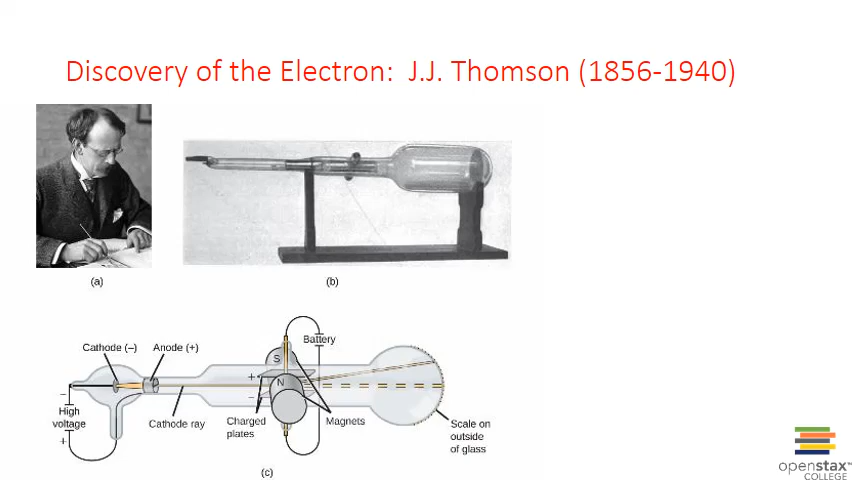 Discovery of the Electron: J.J. Thomson (1856-1940)
(a)
(b)
Battery
Cathode (–)
Anode (+)
S
+
N
–
–
High
voltage
+
Cathode ray
Charged
plates
Magnets
Scale on
outside
of glass
(c)
openstax™
COLLEGE